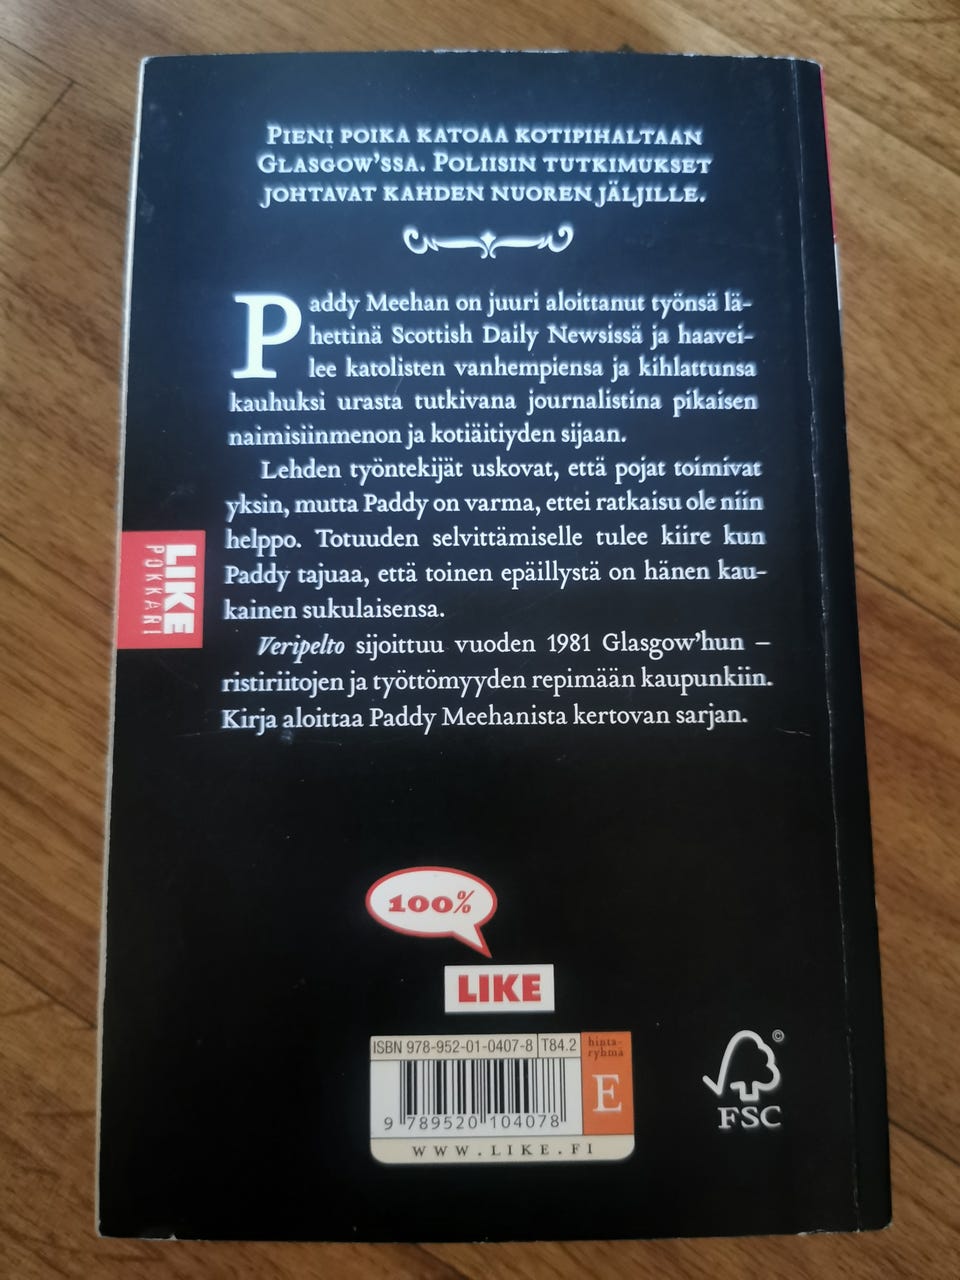 PIENI POIKA KATOAA KOTIPIHALTAAN
GLASGOW'SSA. POLIISIN TUTKIMUKSET
JOHTAVAT KAHDEN NUOREN JÄLJILLE.
Paddy Meehan on juuri aloittanut työnsä lä-
hettinä Scottish Daily Newsissä ja haavei-
lee katolisten vanhempiensa ja kihlattunsa
kauhuksi urasta tutkivana journalistina pikaisen
naimisiinmenon ja kotiäitiyden sijaan.
Lehden työntekijät uskovat, että pojat toimivat
yksin, mutta Paddy on varma, ettei ratkaisu ole niin
helppo. Totuuden selvittämiselle tulee kiire kun
Paddy tajuaa, että toinen epäillystä on hänen kau-
kainen sukulaisensa.
Veripelto sijoittuu vuoden 1981 Glasgow'hun –
ristiriitojen ja työttömyyden repimään kaupunkiin.
Kirja aloittaa Paddy Meehanista kertovan sarjan.
LIKE
POKKARI
100%
LIKE
ISBN 978-952-01-0407-8 T84.2
hinta-
ryhmä
E
9 789520 104078
WWW.LIKE.FI
©
FSC